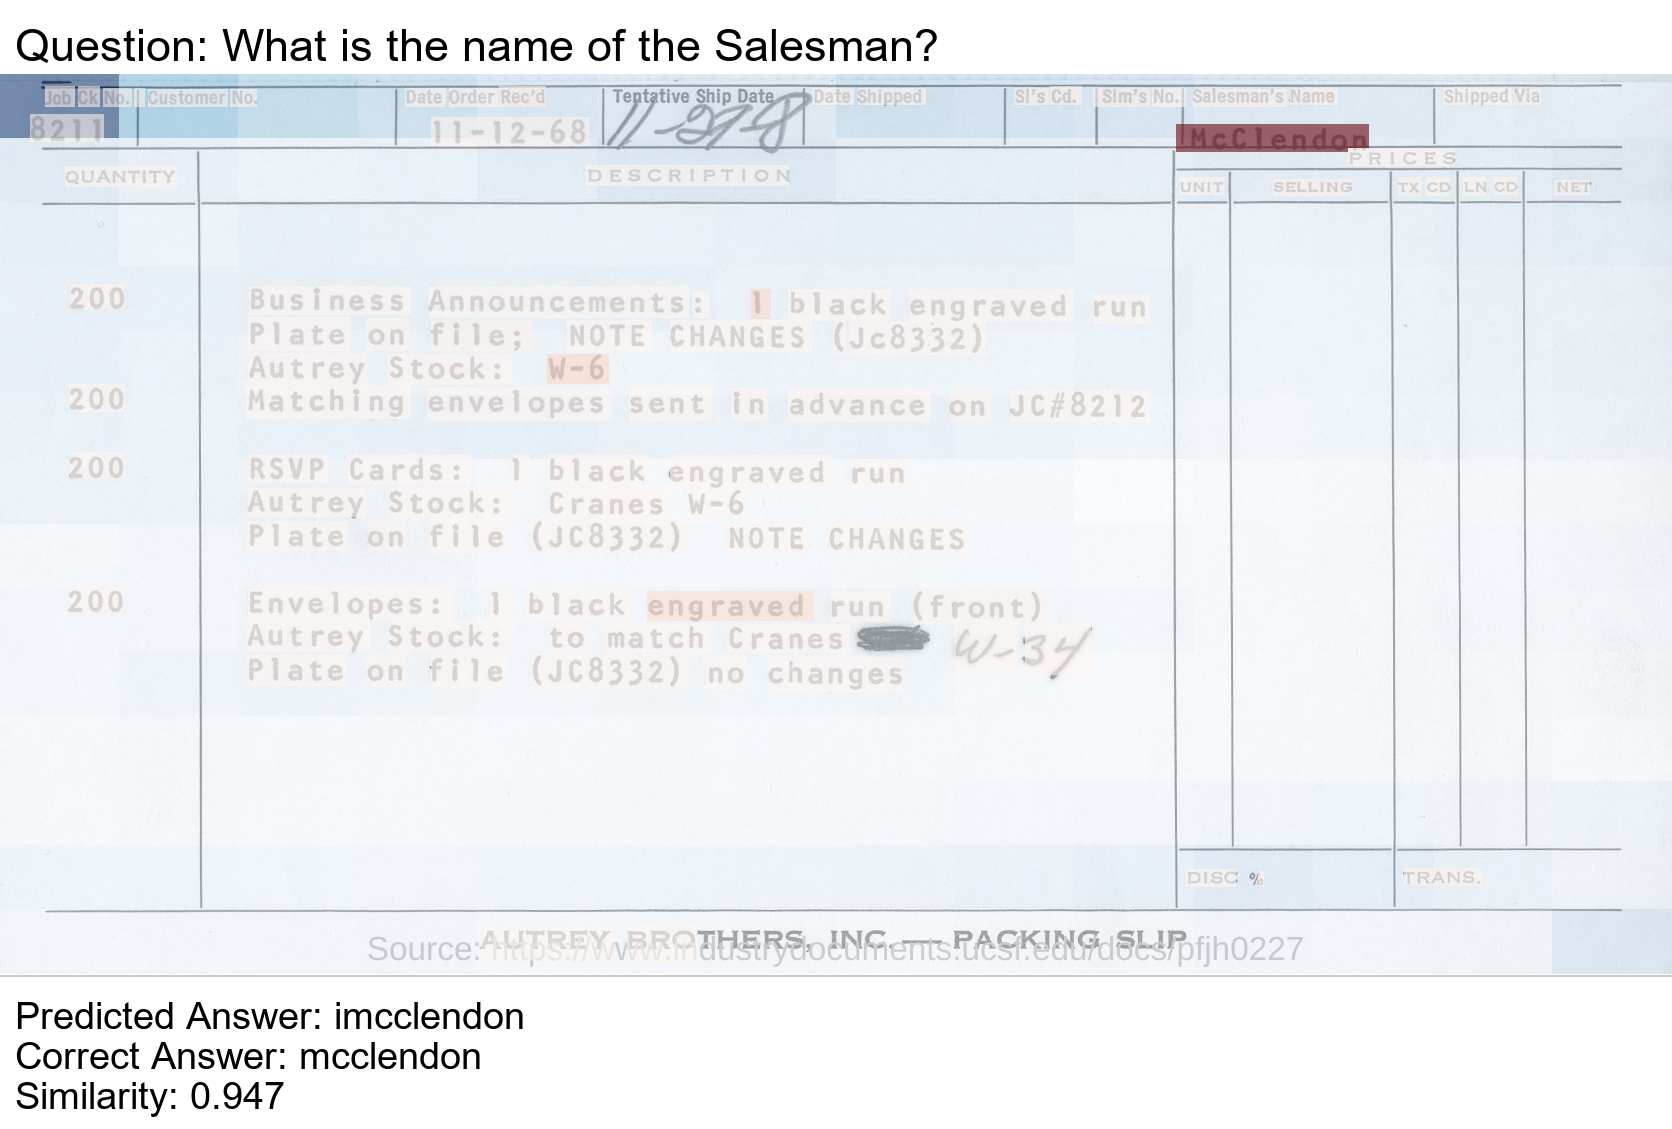 Question: What is the name of the Salesman?
Job Ck No. Customer No. Date Order Rec'd Tentative Ship Date Date Shipped Sl's Cd. Slm's No. Salesman's Name Shipped Via
8211 11-12-68 McClendon
PRICES
QUANTITY DESCRIPTION
UNIT SELLING TX CD LN CD NET
200 Business Announcements: 1 black engraved run
Plate on file; NOTE CHANGES (Jc8332)
Autrey Stock: W-6
200 Matching envelopes sent in advance on JC#8212
200 RSVP Cards: 1 black engraved run
Autrey Stock: Cranes W-6
Plate on file (JC8332) NOTE CHANGES
200 Envelopes: 1 black engraved run (front)
Autrey Stock: to match Cranes W-34
Plate on file (JC8332) no changes
DISC % TRANS.
AUTREY BROTHERS, INC. — PACKING SLIP
Source: https://www.industrydocuments.ucsf.edu/docs/pfjh0227
Predicted Answer: imcclendon
Correct Answer: mcclendon
Similarity: 0.947